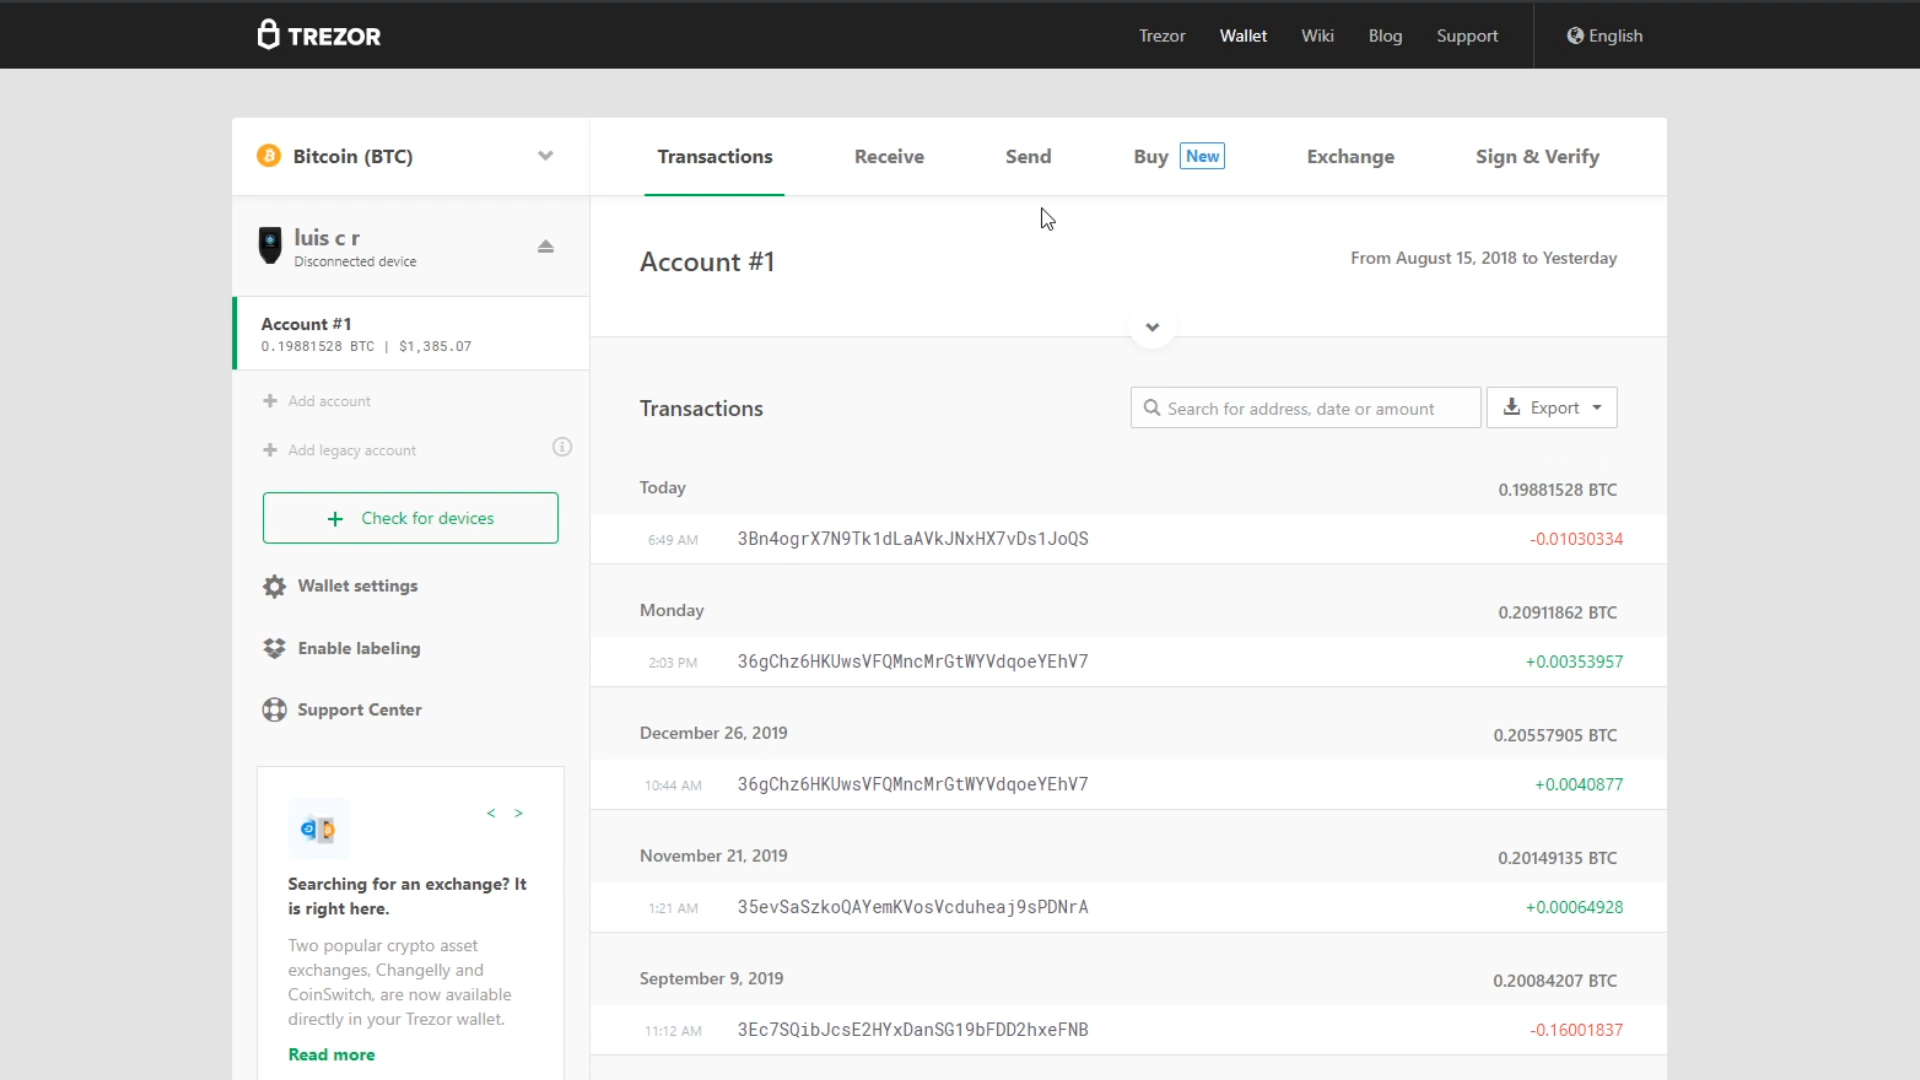 TREZOR
Trezor Wallet Wiki Blog Support English
Bitcoin (BTC)
Transactions Receive Send Buy New Exchange Sign & Verify
luis c r
Disconnected device
Account #1
0.19881528 BTC | $1,385.07
Add account
Add legacy account
Check for devices
Wallet settings
Enable labeling
Support Center
Searching for an exchange? It
is right here.
Two popular crypto asset
exchanges, Changelly and
CoinSwitch, are now available
directly in your Trezor wallet.
Read more
Account #1
From August 15, 2018 to Yesterday
Transactions
Search for address, date or amount
Export
Today 0.19881528 BTC
6:49 AM 3Bn4ogrX7N9Tk1dLaAVkJNxHX7vDs1JoQS -0.01030334
Monday 0.20911862 BTC
2:03 PM 36gChz6HKUwsVFQMncMrGtWYVdqoeYEhV7 +0.00353957
December 26, 2019 0.20557905 BTC
10:44 AM 36gChz6HKUwsVFQMncMrGtWYVdqoeYEhV7 +0.0040877
November 21, 2019 0.20149135 BTC
1:21 AM 35evSaSzkoQAYemKVosVcduheaj9sPDNrA +0.00064928
September 9, 2019 0.20084207 BTC
11:12 AM 3Ec7SQibJcsE2HYxDanSG19bFDD2hxeFNB -0.16001837